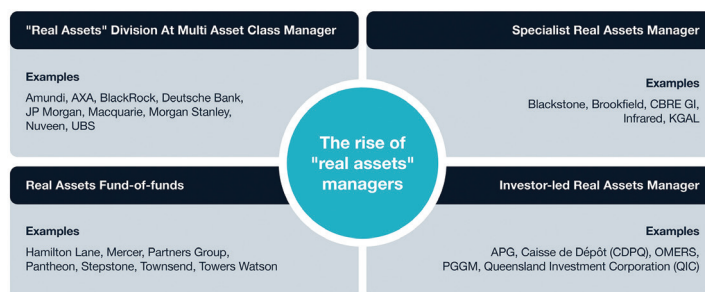 "Real Assets" Division At Multi Asset Class Manager
Examples
Amundi, AXA, BlackRock, Deutsche Bank,
JP Morgan, Macquarie, Morgan Stanley,
Nuveen, UBS
Specialist Real Assets Manager
Examples
Blackstone, Brookfield, CBRE GI,
Infrared, KGAL
The rise of
"real assets"
managers
Real Assets Fund-of-funds
Examples
Hamilton Lane, Mercer, Partners Group,
Pantheon, Stepstone, Townsend, Towers Watson
Investor-led Real Assets Manager
Examples
APG, Caisse de Dépôt (CDPQ), OMERS,
PGGM, Queensland Investment Corporation (QIC)